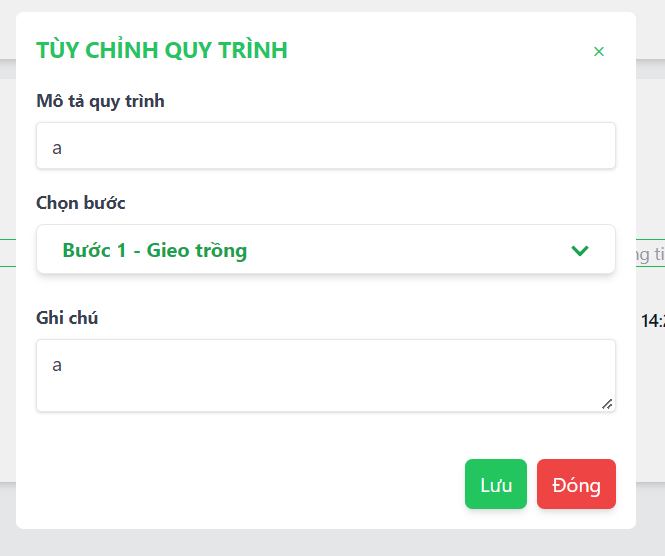 TÙY CHỈNH QUY TRÌNH
×
Mô tả quy trình
a
Chọn bước
Bước 1 - Gieo trồng
Ghi chú
a
Lưu Đóng